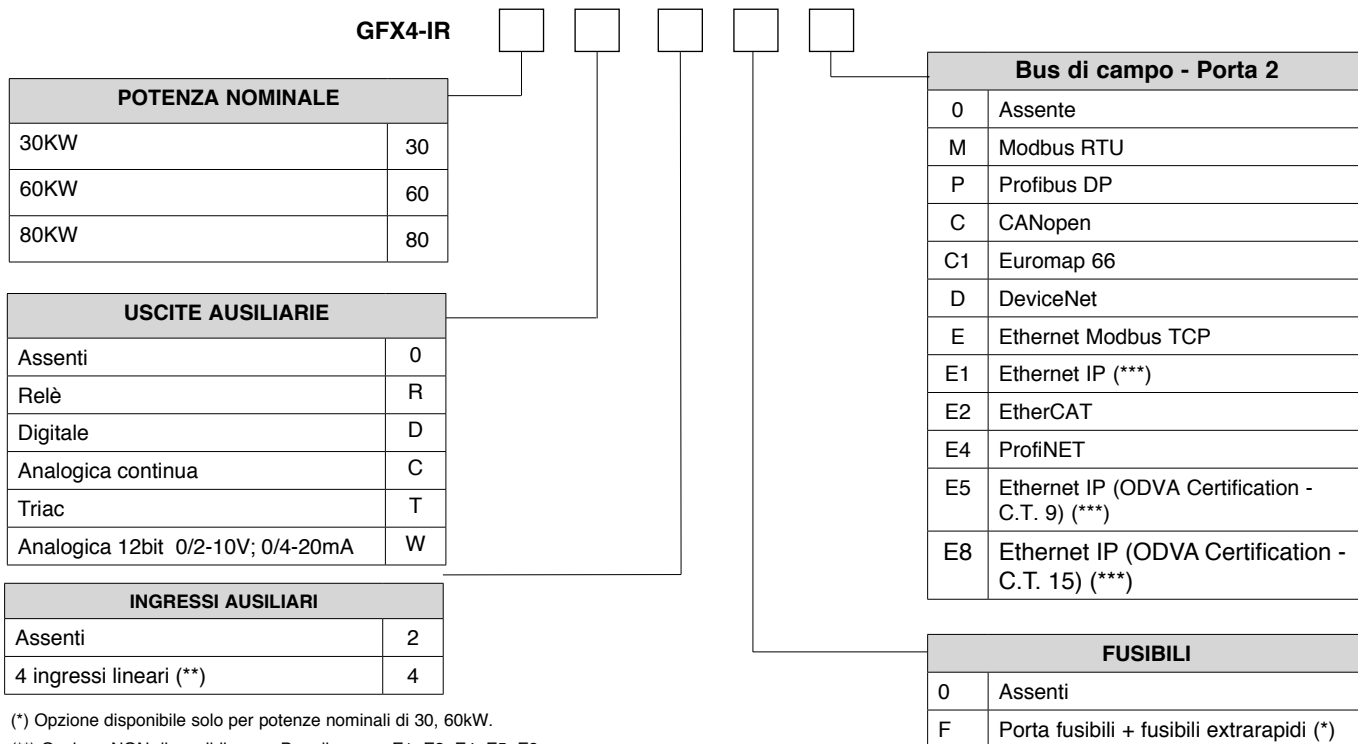 GFX4-IR
POTENZA NOMINALE
30KW 30
60KW 60
80KW 80
USCITE AUSILIARIE
Assenti 0
Relè R
Digitale D
Analogica continua C
Triac T
Analogica 12bit 0/2-10V; 0/4-20mA W
INGRESSI AUSILIARI
Assenti 2
4 ingressi lineari (**) 4
(*) Opzione disponibile solo per potenze nominali di 30, 60kW.
Bus di campo - Porta 2
0 Assente
M Modbus RTU
P Profibus DP
C CANopen
C1 Euromap 66
D DeviceNet
E Ethernet Modbus TCP
E1 Ethernet IP (***)
E2 EtherCAT
E4 ProfiNET
E5 Ethernet IP (ODVA Certification -
C.T. 9) (***)
E8 Ethernet IP (ODVA Certification -
C.T. 15) (***)
FUSIBILI
0 Assenti
F Porta fusibili + fusibili extrarapidi (*)